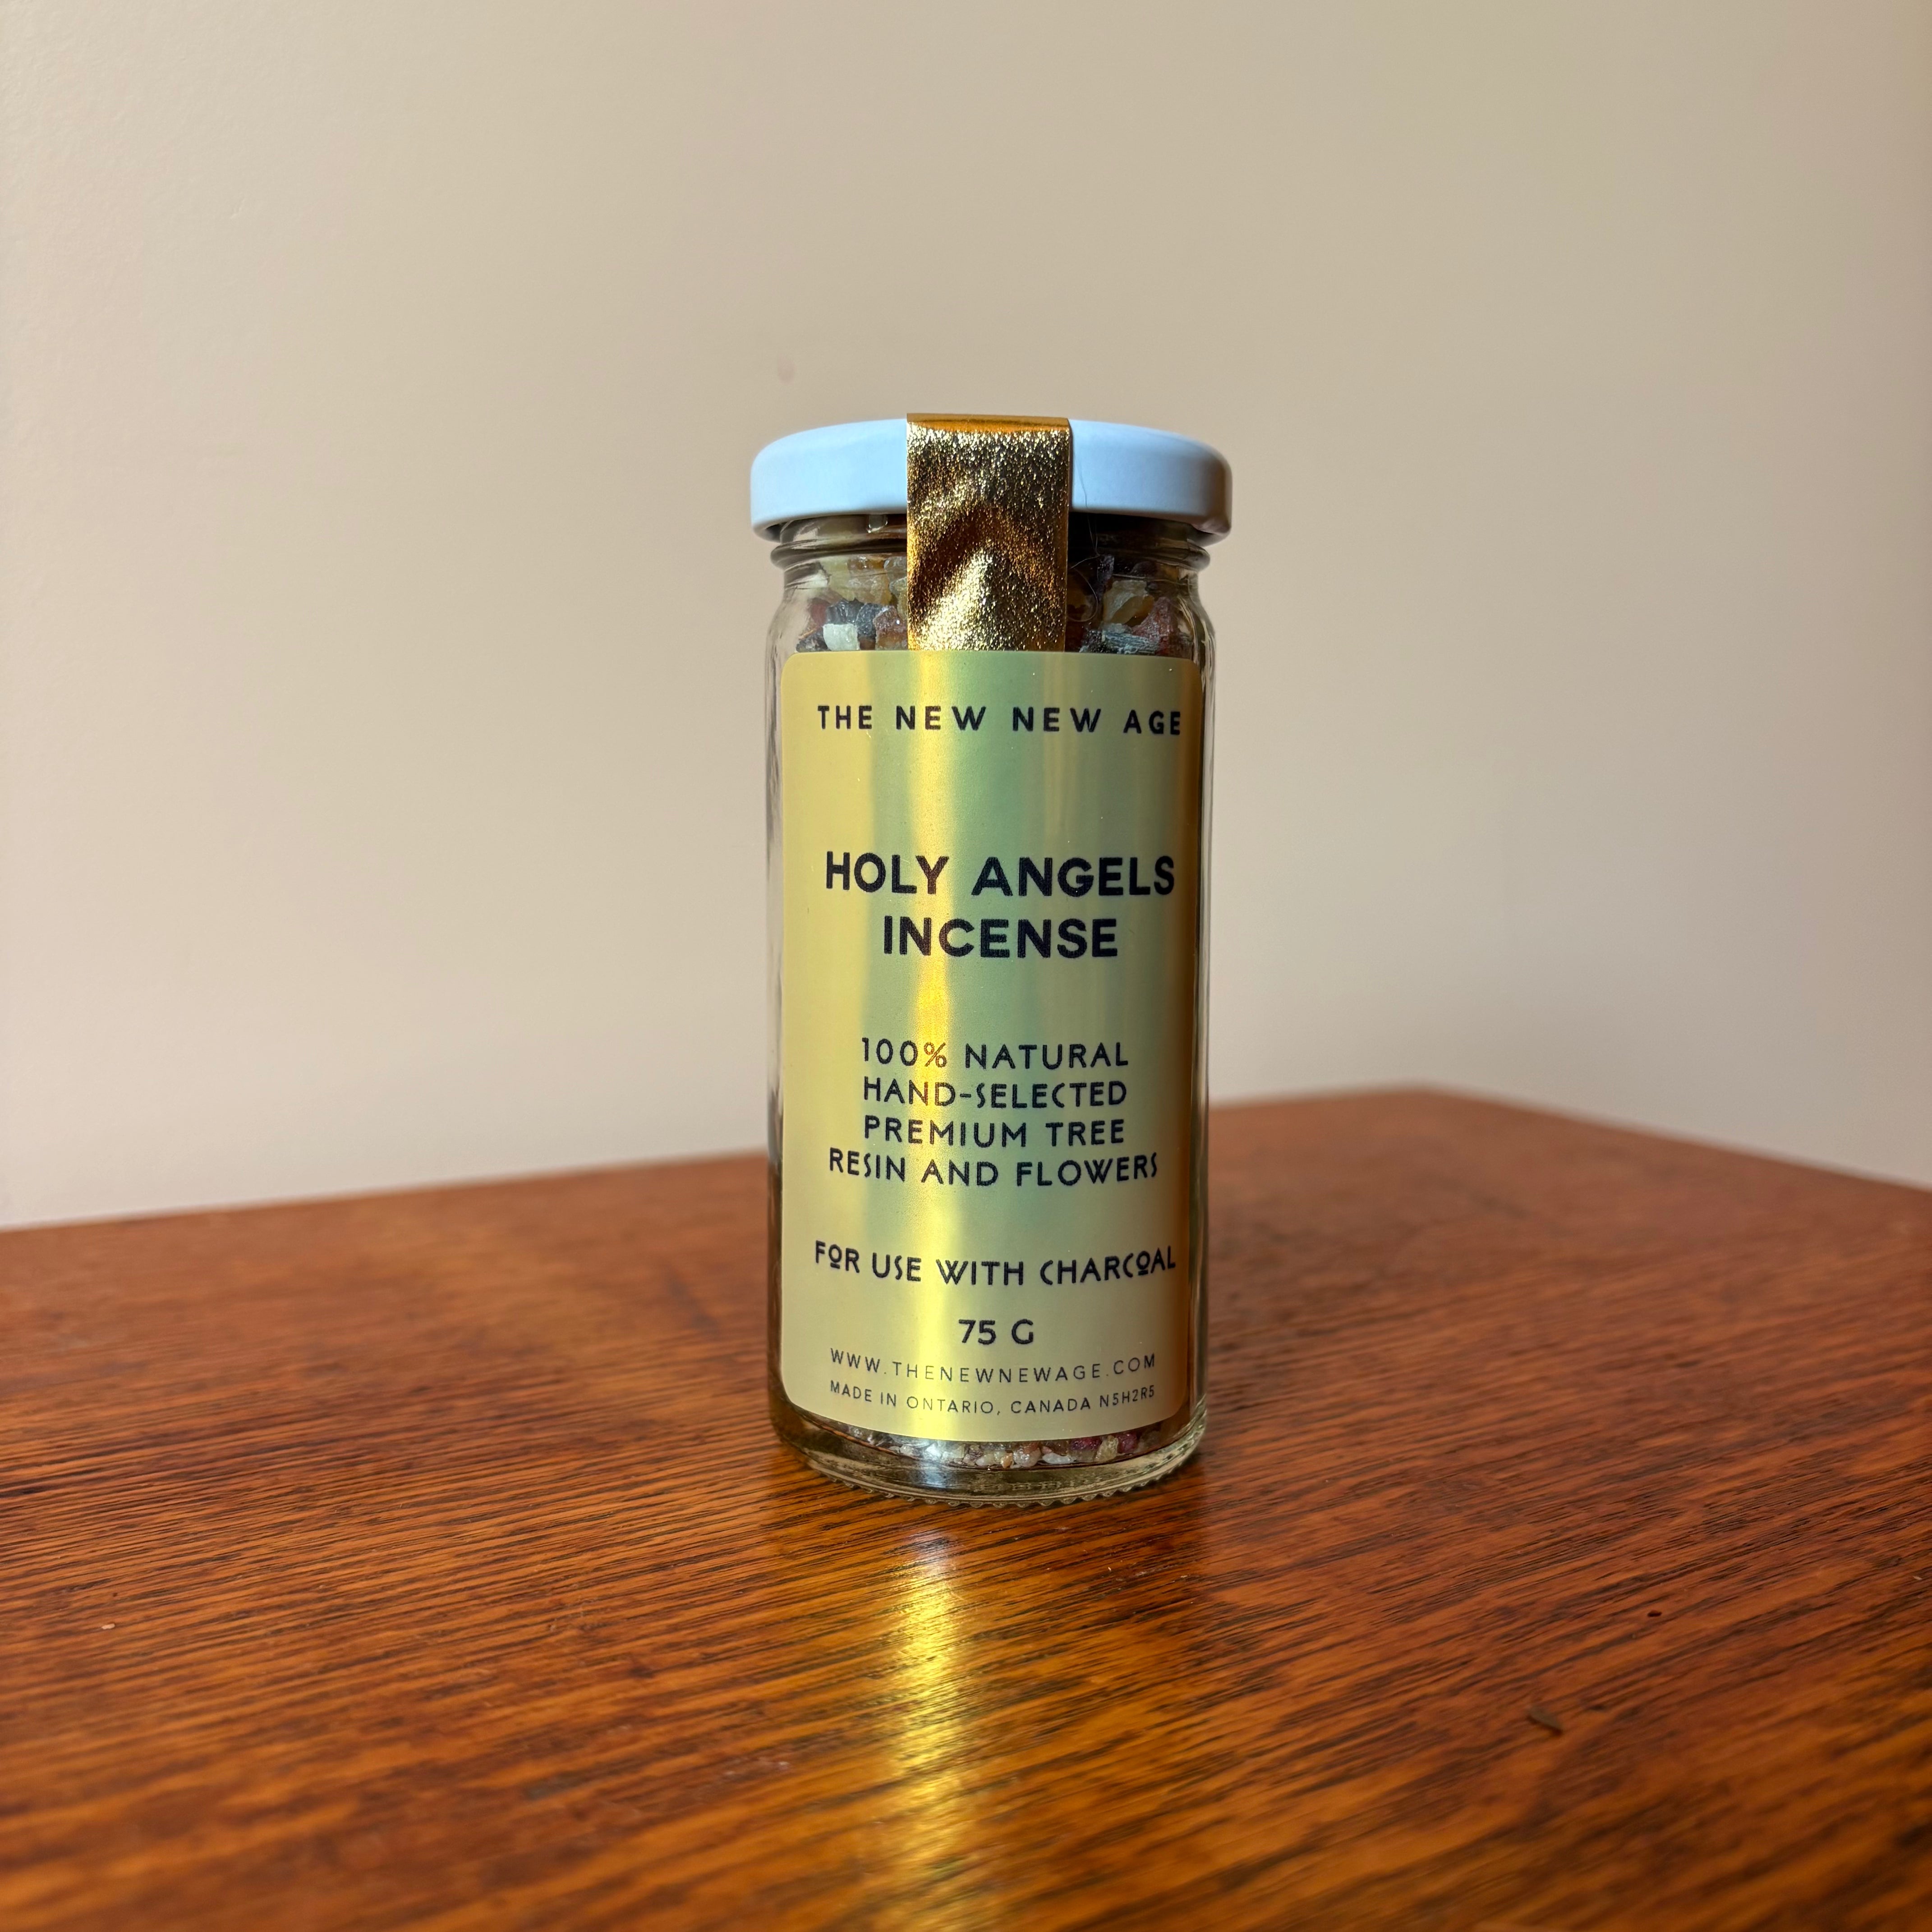 THE NEW NEW AGE
HOLY ANGELS
INCENSE
100% NATURAL
HAND-SELECTED
PREMIUM TREE
RESIN AND FLOWERS
FOR USE WITH CHARCOAL
75 G
WWW.THENEWNEWAGE.COM
MADE IN ONTARIO, CANADA N5H2R5